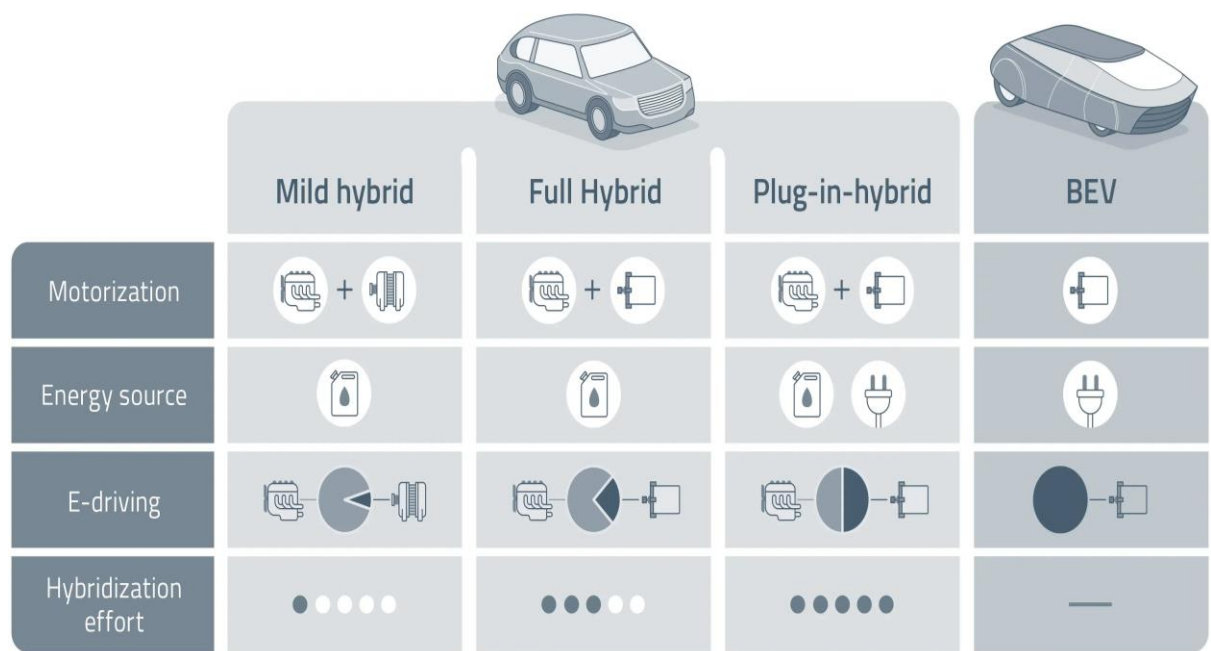 Mild hybrid
Full Hybrid
Plug-in-hybrid
BEV
Motorization
Energy source
E-driving
Hybridization
effort